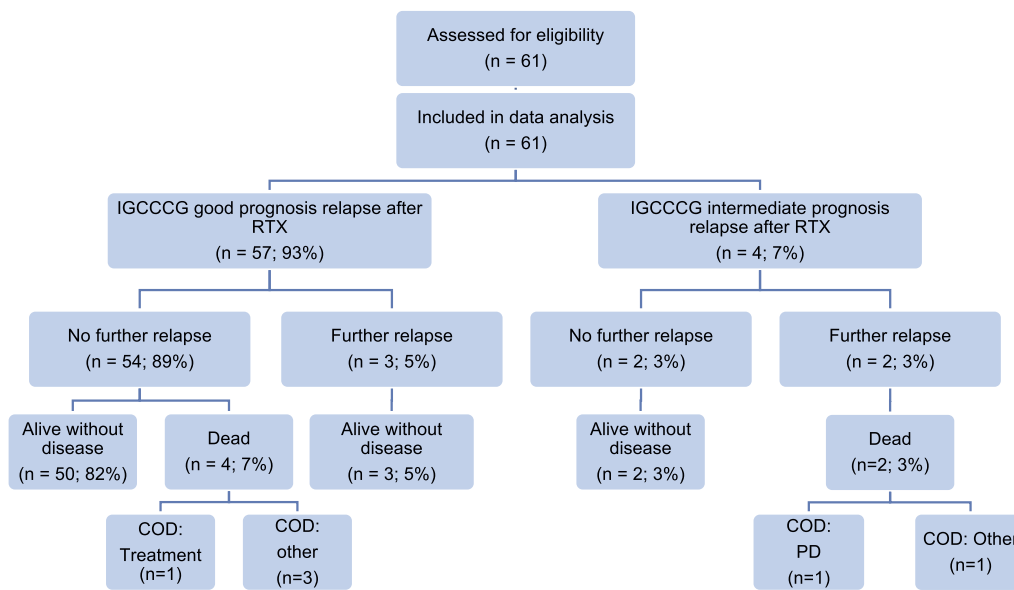 Assessed for eligibility
(n = 61)
Included in data analysis
(n = 61)
IGCCCG good prognosis relapse after
RTX
(n = 57; 93%)
IGCCCG intermediate prognosis
relapse after RTX
(n = 4; 7%)
No further relapse
(n = 54; 89%)
Further relapse
(n = 3; 5%)
No further relapse
(n = 2; 3%)
Further relapse
(n = 2; 3%)
Alive without
disease
(n = 50; 82%)
Dead
(n = 4; 7%)
Alive without
disease
(n = 3; 5%)
Alive without
disease
(n = 2; 3%)
Dead
(n=2; 3%)
COD:
Treatment
(n=1)
COD:
other
(n=3)
COD:
PD
(n=1)
COD: Other
(n=1)